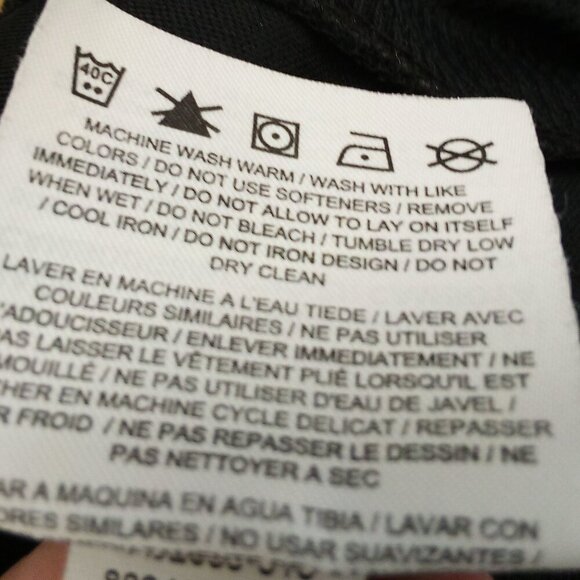 40C
MACHINE WASH WARM / WASH WITH LIKE
COLORS / DO NOT USE SOFTENERS / REMOVE
IMMEDIATELY / DO NOT ALLOW TO LAY ON ITSELF
WHEN WET / DO NOT BLEACH / TUMBLE DRY LOW
/ COOL IRON / DO NOT IRON DESIGN / DO NOT
DRY CLEAN
LAVER EN MACHINE A L'EAU TIEDE / LAVER AVEC
COULEURS SIMILAIRES / NE PAS UTILISER
'ADOUCISSEUR / ENLEVER IMMEDIATEMENT / NE
PAS LAISSER LE VÊTEMENT PLIÉ LORSQU'IL EST
MOUILLÉ / NE PAS UTILISER D'EAU DE JAVEL /
CHER EN MACHINE CYCLE DELICAT / REPASSER
R FROID / NE PAS REPASSER LE DESSIN / NE
PAS NETTOYER A SEC
AR A MAQUINA EN AGUA TIBIA / LAVAR CON
ORES SIMILARES / NO USAR SUAVIZANTES /